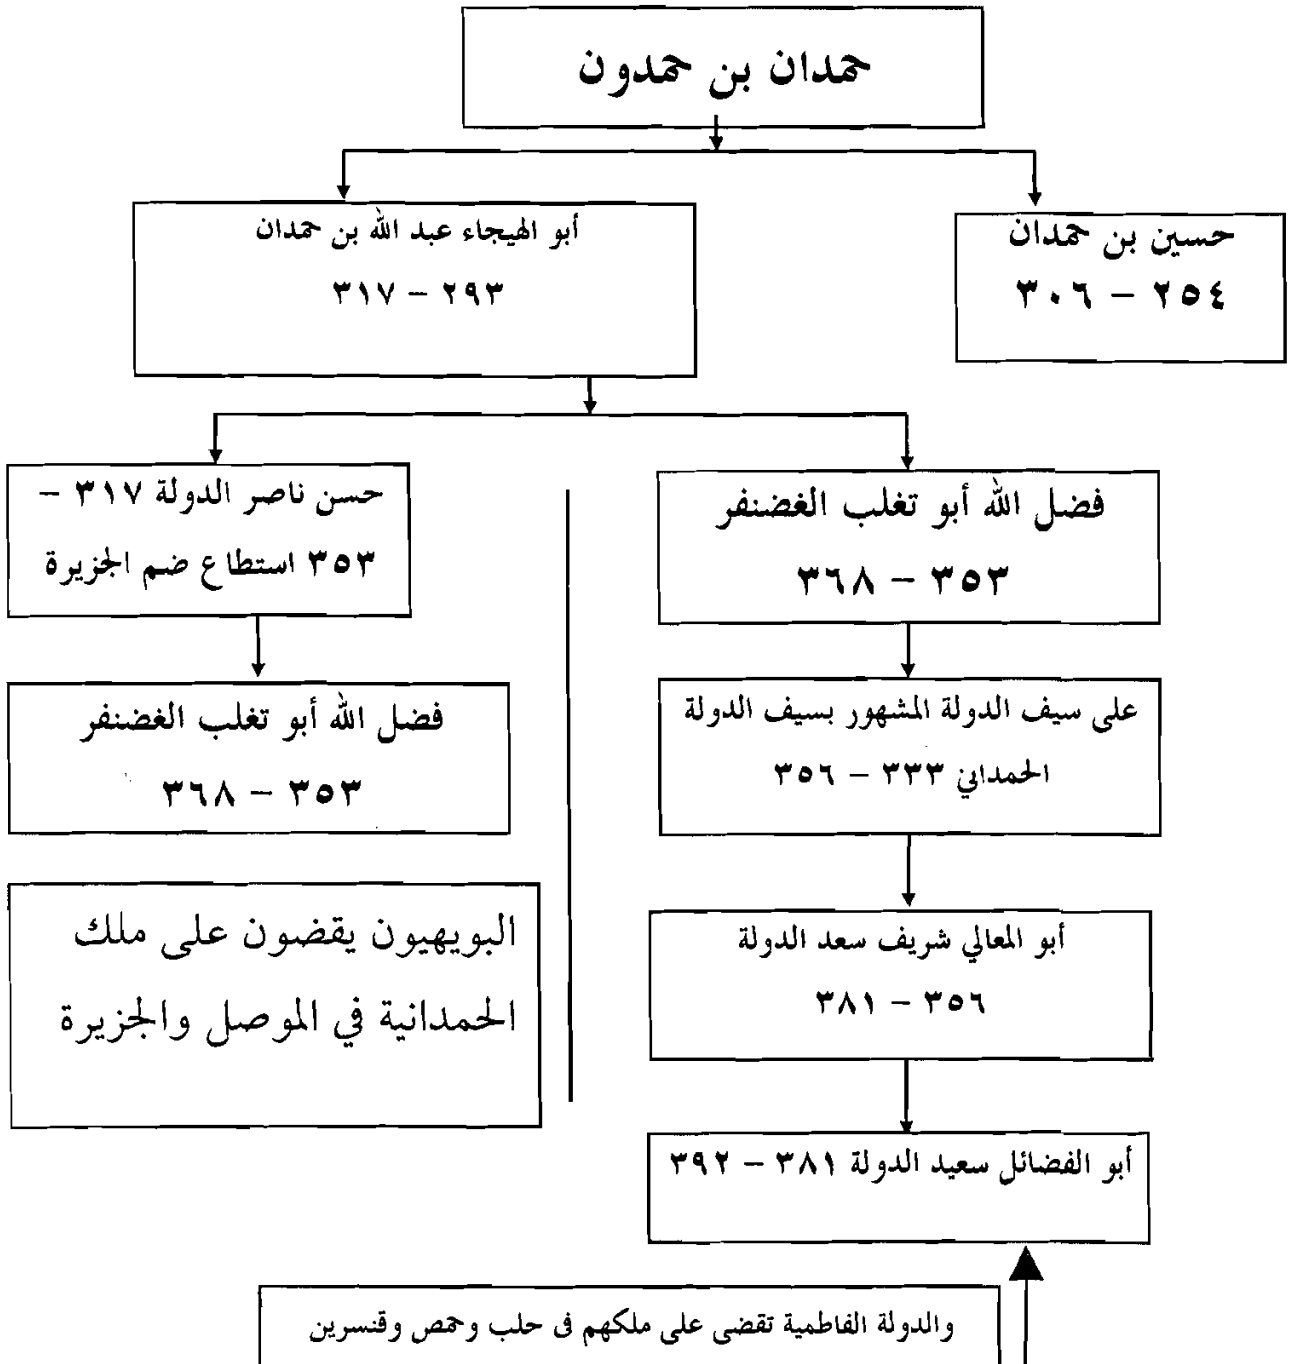 حمدان بن حمدون
حسين بن حمدان
٢٥٤ – ٣٠٦
أبو الهيجاء عبد الله بن حمدان
٢٩٣ – ٣١٧
فضل الله أبو تغلب الغضنفر
٣٥٣ – ٣٦٨
على سيف الدولة المشهور بسيف الدولة
الحمداني ٣٣٣ – ٣٥٦
أبو المعالي شريف سعد الدولة
٣٥٦ – ٣٨١
أبو الفضائل سعيد الدولة ٣٨١ – ٣٩٢
حسن ناصر الدولة ٣١٧ –
٣٥٣ استطاع ضم الجزيرة
فضل الله أبو تغلب الغضنفر
٣٥٣ – ٣٦٨
البويهيون يقضون على ملك
الحمدانية في الموصل والجزيرة
والدولة الفاطمية تقضى على ملكهم فى حلب وحمص وقنسرين